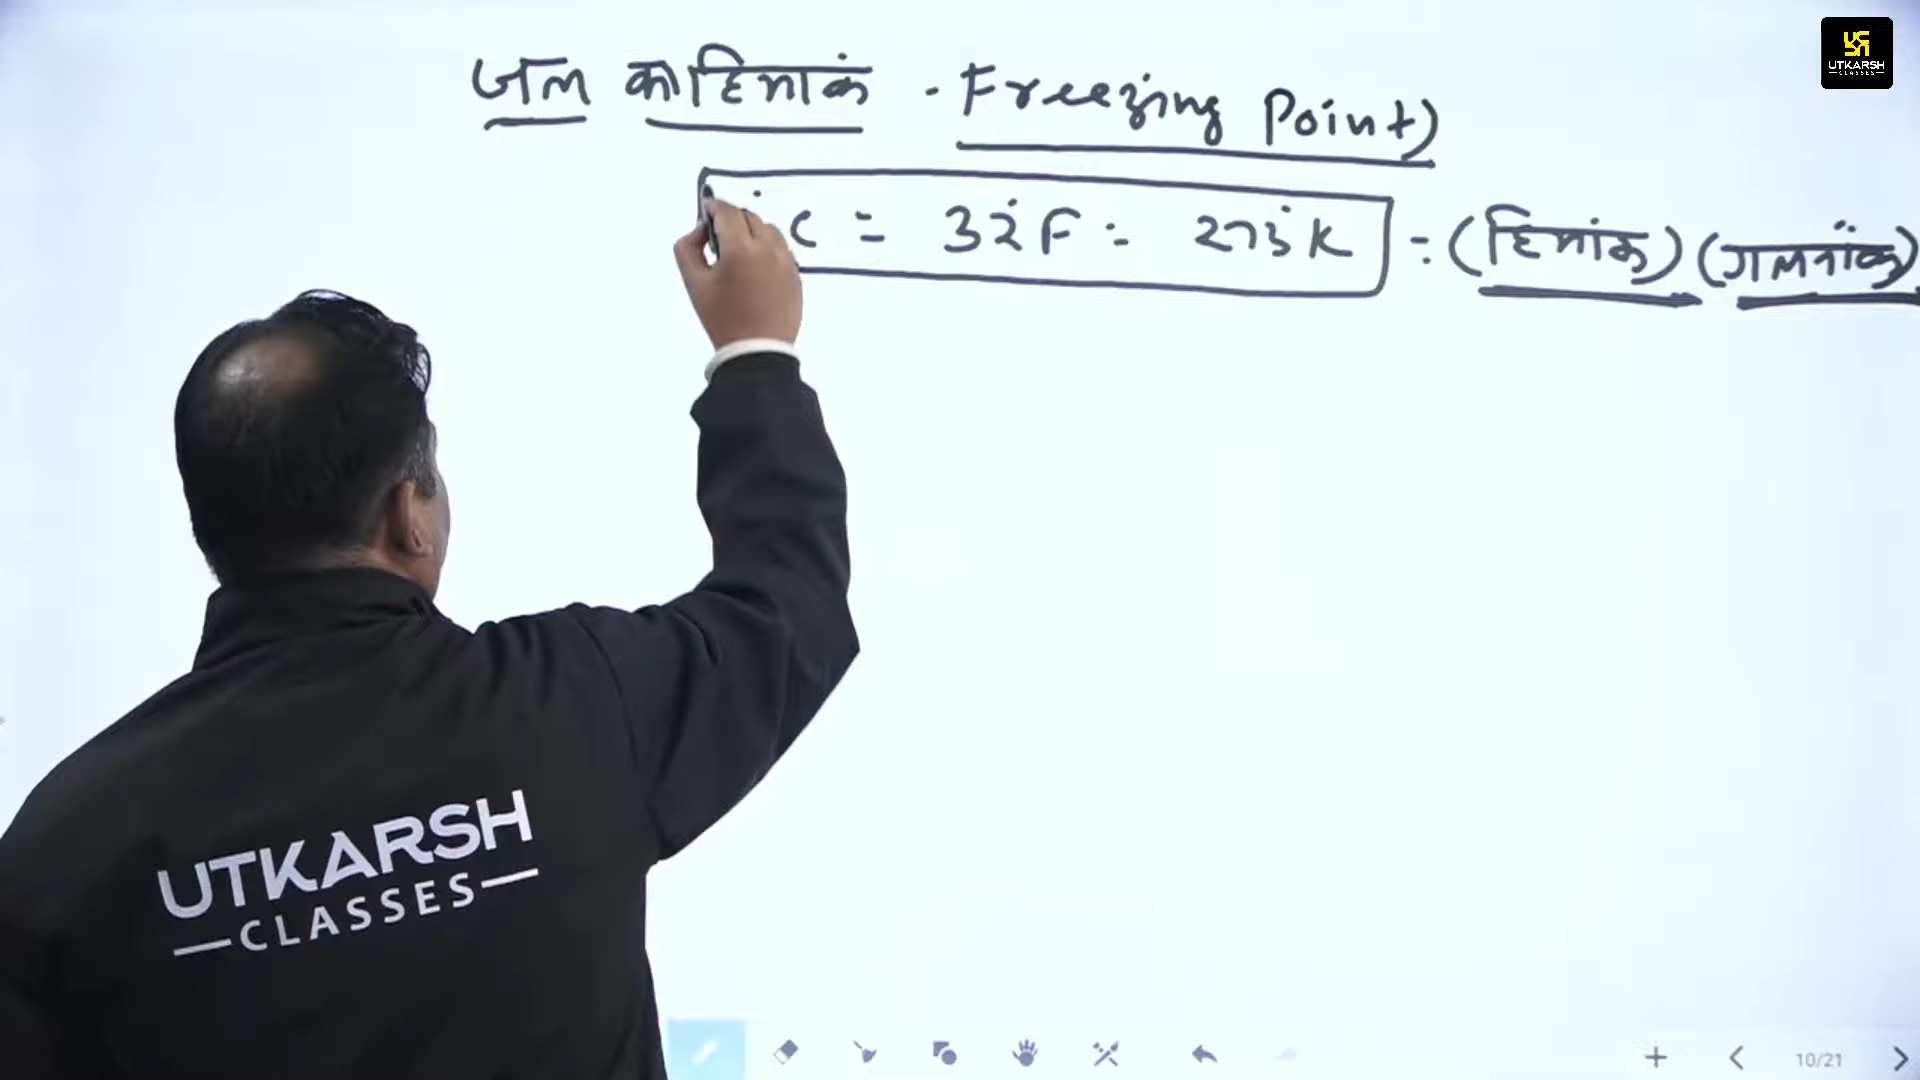 जल का हिमांक - Freezing Point)
°C = 32°F = 273°K = (हिमांक) (गलनांक)
UTKARSH
CLASSES
UTKARSH
CLASSES
10/21